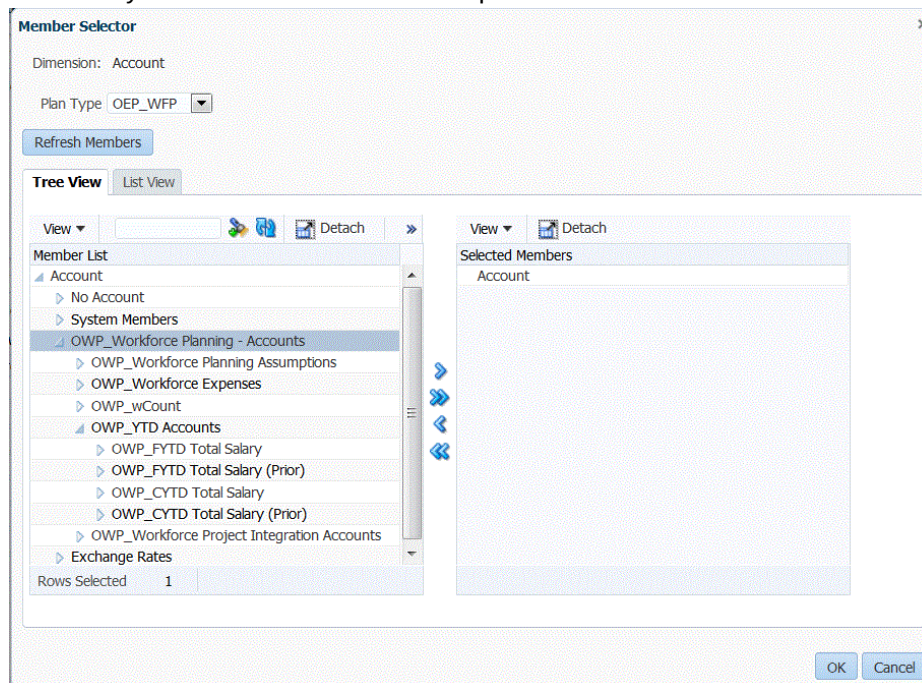 Member Selector
Dimension: Account
Plan Type OEP_WFP
Refresh Members
Tree View List View
View Detach » View Detach
Member List Selected Members
Account Account
No Account
System Members
OWP_Workforce Planning - Accounts
OWP_Workforce Planning Assumptions
OWP_Workforce Expenses
OWP_wCount
OWP_YTD Accounts
OWP_FYTD Total Salary
OWP_FYTD Total Salary (Prior)
OWP_CYTD Total Salary
OWP_CYTD Total Salary (Prior)
OWP_Workforce Project Integration Accounts
Exchange Rates
Rows Selected 1
OK Cancel